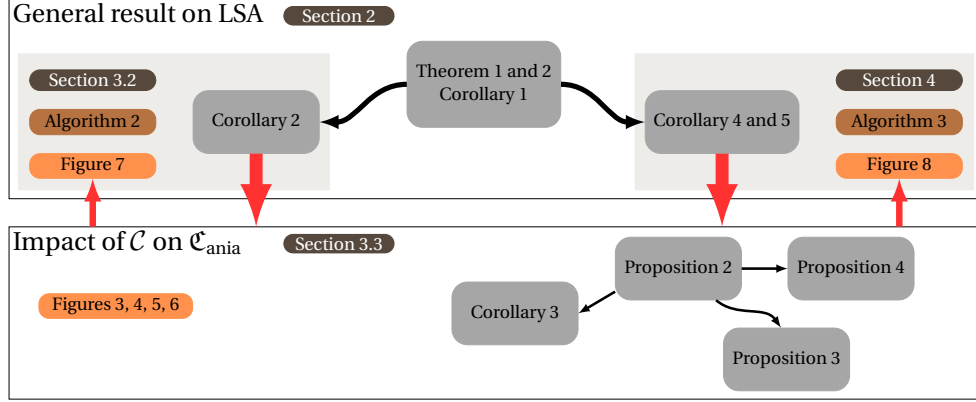 General result on LSA
Section 2
Section 3.2
Algorithm 2
Figure 7
Corollary 2
Theorem 1 and 2
Corollary 1
Corollary 4 and 5
Section 4
Algorithm 3
Figure 8
Impact of 𝒞 on ℭania
Section 3.3
Figures 3, 4, 5, 6
Corollary 3
Proposition 2
Proposition 4
Proposition 3